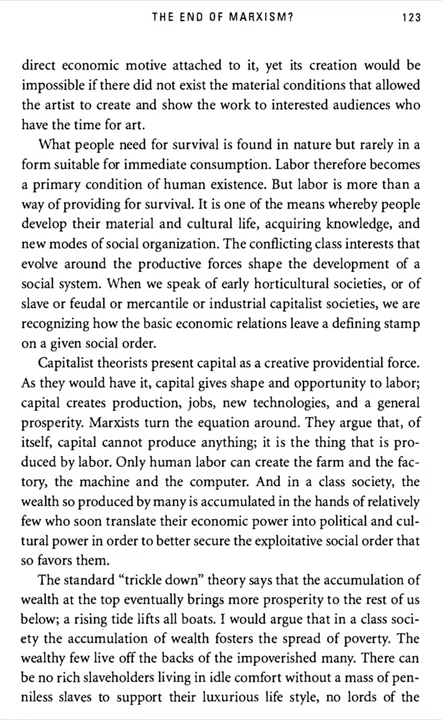 THE END OF MARXISM? 123
direct economic motive attached to it, yet its creation would be
impossible if there did not exist the material conditions that allowed
the artist to create and show the work to interested audiences who
have the time for art.
What people need for survival is found in nature but rarely in a
form suitable for immediate consumption. Labor therefore becomes
a primary condition of human existence. But labor is more than a
way of providing for survival. It is one of the means whereby people
develop their material and cultural life, acquiring knowledge, and
new modes of social organization. The conflicting class interests that
evolve around the productive forces shape the development of a
social system. When we speak of early horticultural societies, or of
slave or feudal or mercantile or industrial capitalist societies, we are
recognizing how the basic economic relations leave a defining stamp
on a given social order.
Capitalist theorists present capital as a creative providential force.
As they would have it, capital gives shape and opportunity to labor;
capital creates production, jobs, new technologies, and a general
prosperity. Marxists turn the equation around. They argue that, of
itself, capital cannot produce anything; it is the thing that is pro-
duced by labor. Only human labor can create the farm and the fac-
tory, the machine and the computer. And in a class society, the
wealth so produced by many is accumulated in the hands of relatively
few who soon translate their economic power into political and cul-
tural power in order to better secure the exploitative social order that
so favors them.
The standard “trickle down” theory says that the accumulation of
wealth at the top eventually brings more prosperity to the rest of us
below; a rising tide lifts all boats. I would argue that in a class soci-
ety the accumulation of wealth fosters the spread of poverty. The
wealthy few live off the backs of the impoverished many. There can
be no rich slaveholders living in idle comfort without a mass of pen-
niless slaves to support their luxurious life style, no lords of the